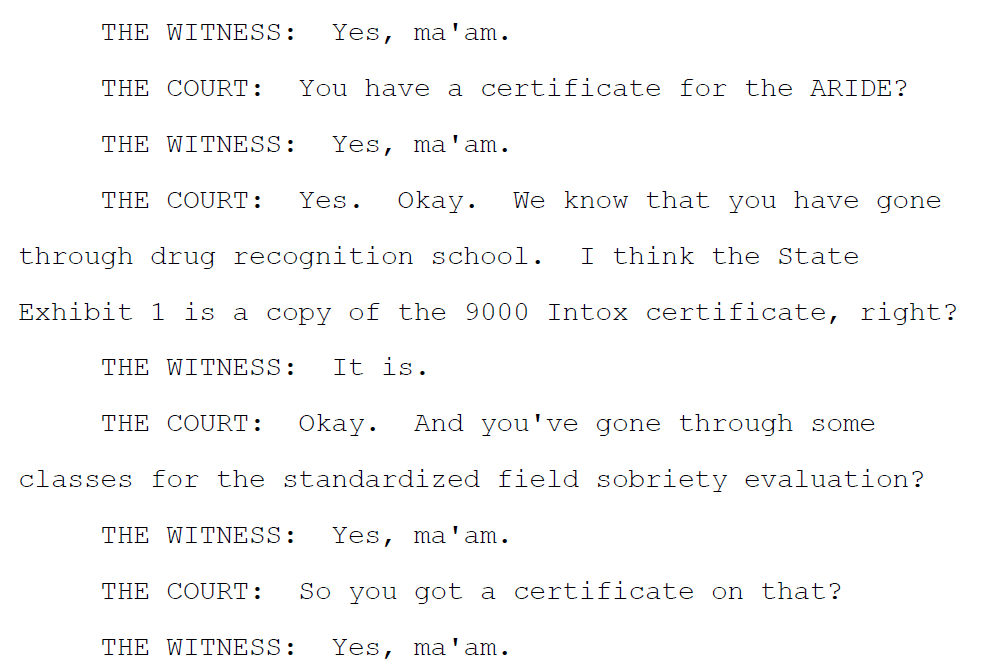 THE WITNESS:  Yes, ma'am.
THE COURT:  You have a certificate for the ARIDE?
THE WITNESS:  Yes, ma'am.
THE COURT:  Yes.  Okay.  We know that you have gone
through drug recognition school.  I think the State
Exhibit 1 is a copy of the 9000 Intox certificate, right?
THE WITNESS:  It is.
THE COURT:  Okay.  And you've gone through some
classes for the standardized field sobriety evaluation?
THE WITNESS:  Yes, ma'am.
THE COURT:  So you got a certificate on that?
THE WITNESS:  Yes, ma'am.